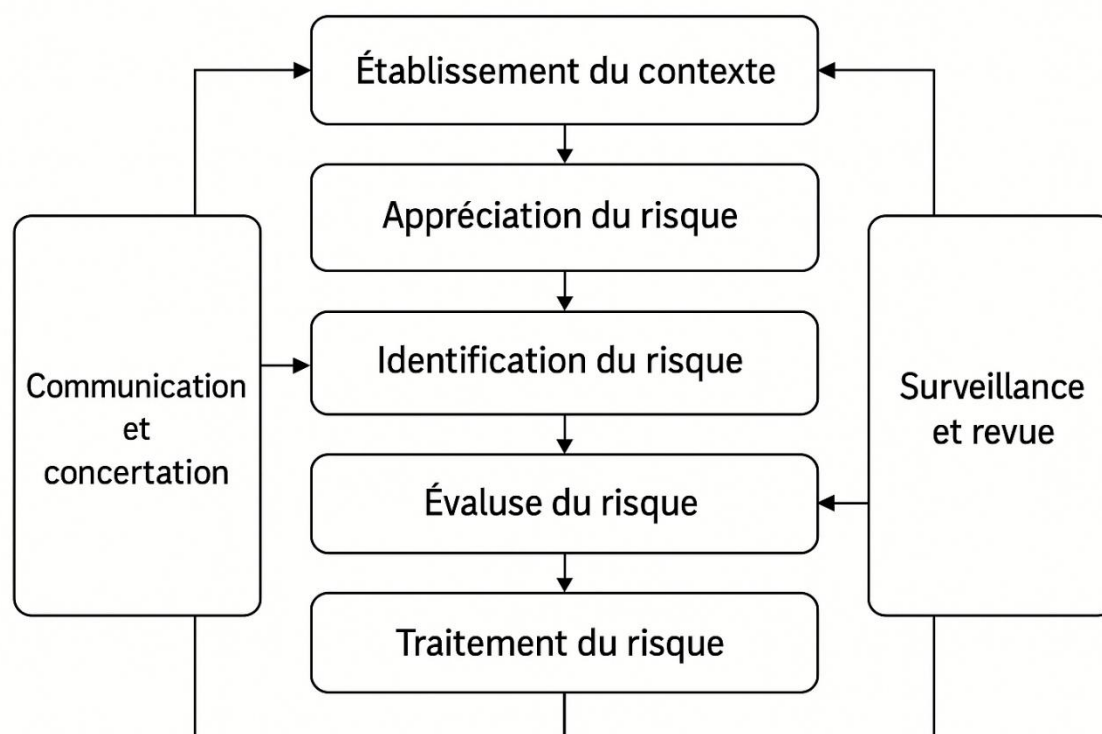 Établissement du contexte
Appréciation du risque
Identification du risque
Communication
et
concertation
Surveillance
et revue
Évaluse du risque
Traitement du risque